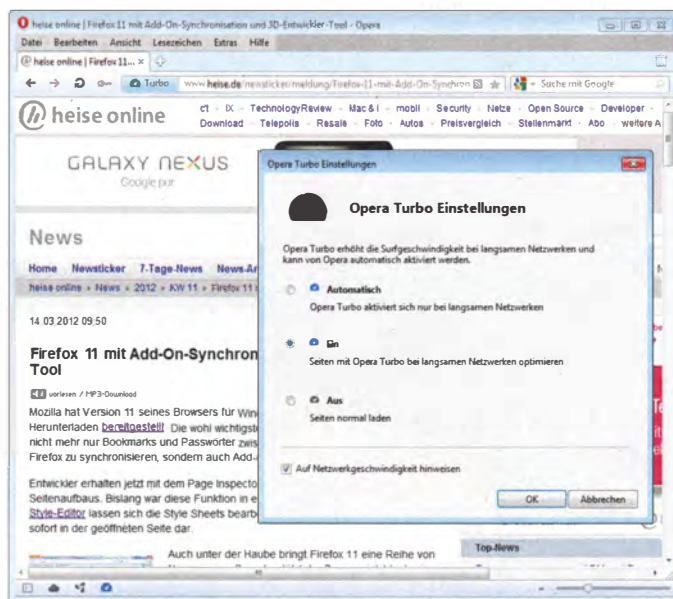 heise online | Firefox 11 mit Add-On-Synchronisation und 3D-Entwickler-Tool - Opera
Datei Bearbeiten Ansicht Lesezeichen Extras Hilfe
heise online | Firefox 11...
Turbo www.heise.de/newsticker/meldung/Firefox-11-mit-Add-On-Synchron Suche mit Google
heise online
ct - IX - TechnologyReview - Mac & I - mobil - Security - Netze - Open Source - Developer -
Download - Telepolis - Resale - Foto - Autos - Preisvergleich - Stellenmarkt - Abo - weitere A
GALAXY NEXUS
Google pur
News
Home Newsticker 7-Tage-News News-Ar
heise online » News » 2012 » KW 11 » Firefox 11
14.03.2012 09:50
Firefox 11 mit Add-On-Synchron
Tool
vorlesen / MP3-Download
Mozilla hat Version 11 seines Browsers für Win
Herunterladen bereitgestellt. Die wohl wichtigst
nicht mehr nur Bookmarks und Passwörter zwis
Firefox zu synchronisieren, sondern auch Add-
Entwickler erhalten jetzt mit dem Page Inspecto
Seitenaufbaus. Bislang war diese Funktion in e
Style-Editor lassen sich die Style Sheets bearb
sofort in der geöffneten Seite dar.
Auch unter der Haube bringt Firefox 11 eine Reihe von
Top-News
Opera Turbo Einstellungen
Opera Turbo Einstellungen
Opera Turbo erhöht die Surfgeschwindigkeit bei langsamen Netzwerken und
kann von Opera automatisch aktiviert werden.
Automatisch
Opera Turbo aktiviert sich nur bei langsamen Netzwerken
Ein
Seiten mit Opera Turbo bei langsamen Netzwerken optimieren
Aus
Seiten normal laden
Auf Netzwerkgeschwindigkeit hinweisen
OK Abbrechen